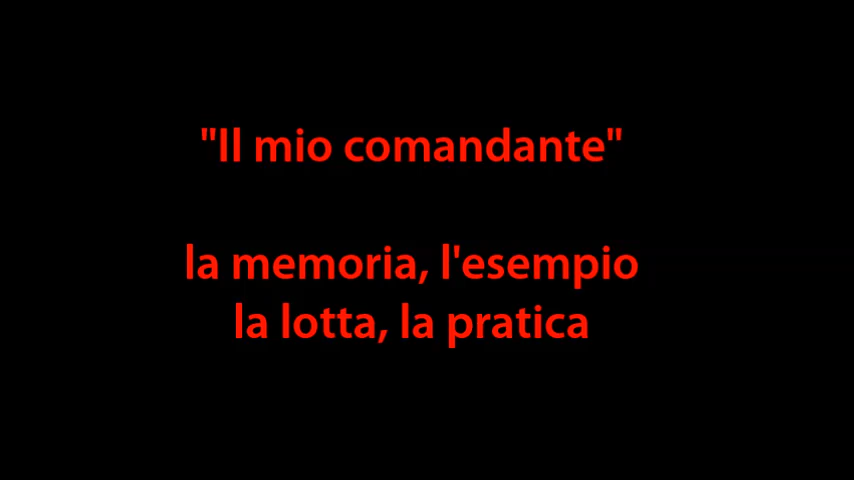 "Il mio comandante"
la memoria, l'esempio
la lotta, la pratica